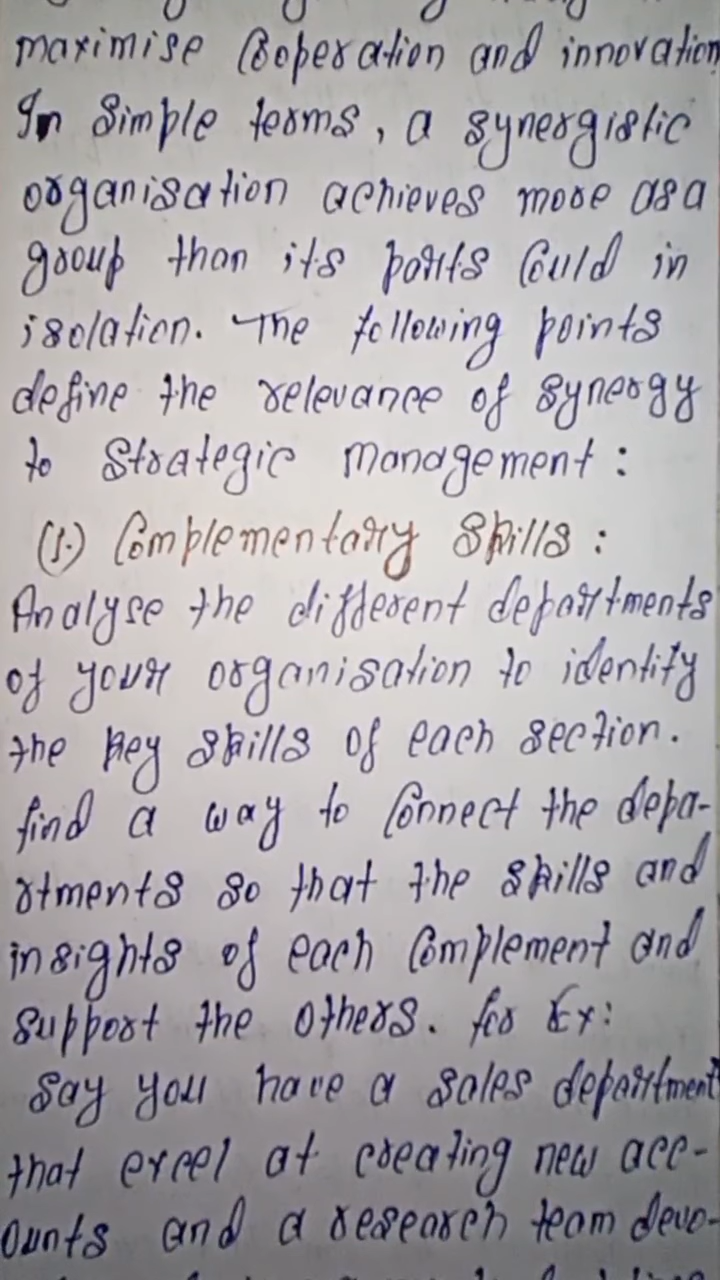 maximise Cooperation and innovation
In Simple terms, a synergistic
organisation achieves more as a
group than its parts Could in
isolation. The following points
define the relevance of synergy
to Strategic management :
(1.) Complementary Skills :
Analyse the different departments
of your organisation to identify
the key skills of each section.
find a way to Connect the depa-
rtments so that the skills and
insights of each Complement and
support the others. for Ex:
Say you have a sales department
that excel at creating new acc-
ounts and a research team devo-